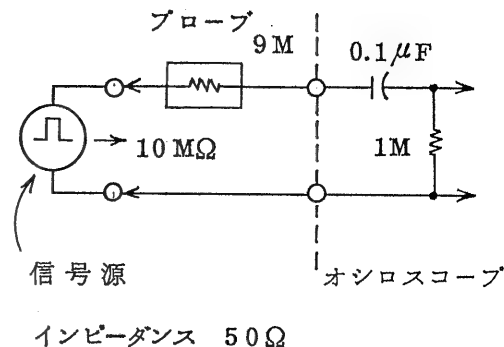 プローブ
9M
0.1μF
10MΩ
1M
信号源
オシロスコープ
インピーダンス 50Ω